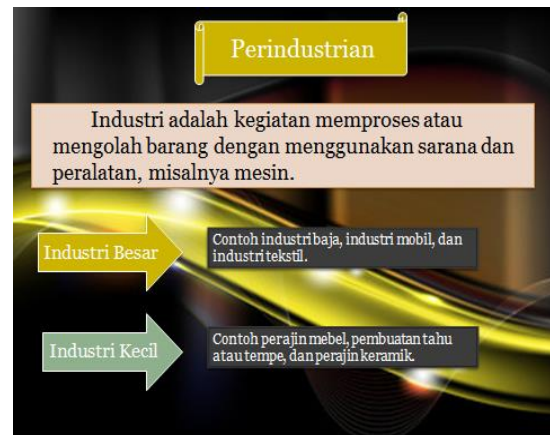 Perindustrian
Industri adalah kegiatan memproses atau
mengolah barang dengan menggunakan sarana dan
peralatan, misalnya mesin.
Industri Besar
Contoh industri baja, industri mobil, dan
industri tekstil.
Industri Kecil
Contoh perajin mebel, pembuatan tahu
atau tempe, dan perajin keramik.